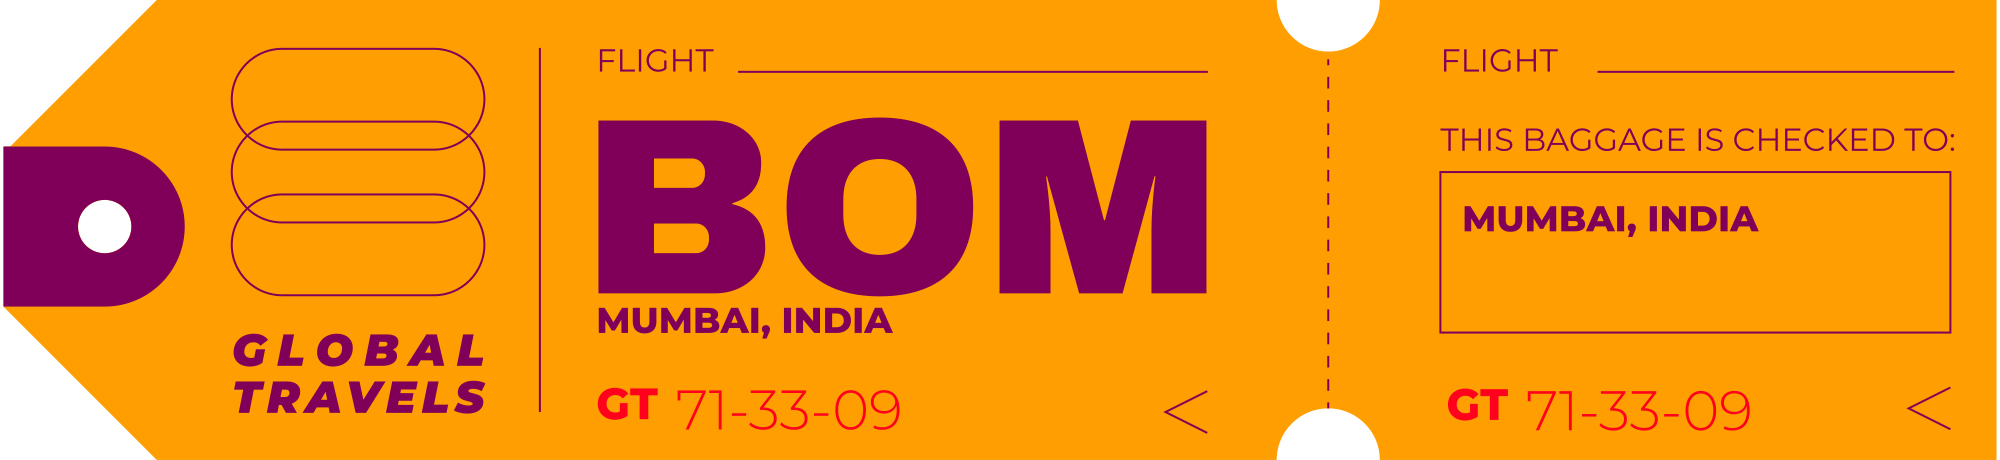 GLOBAL
TRAVELS
FLIGHT
BOM
MUMBAI, INDIA
GT 71-33-09 <
FLIGHT
THIS BAGGAGE IS CHECKED TO:
MUMBAI, INDIA
GT 71-33-09 <